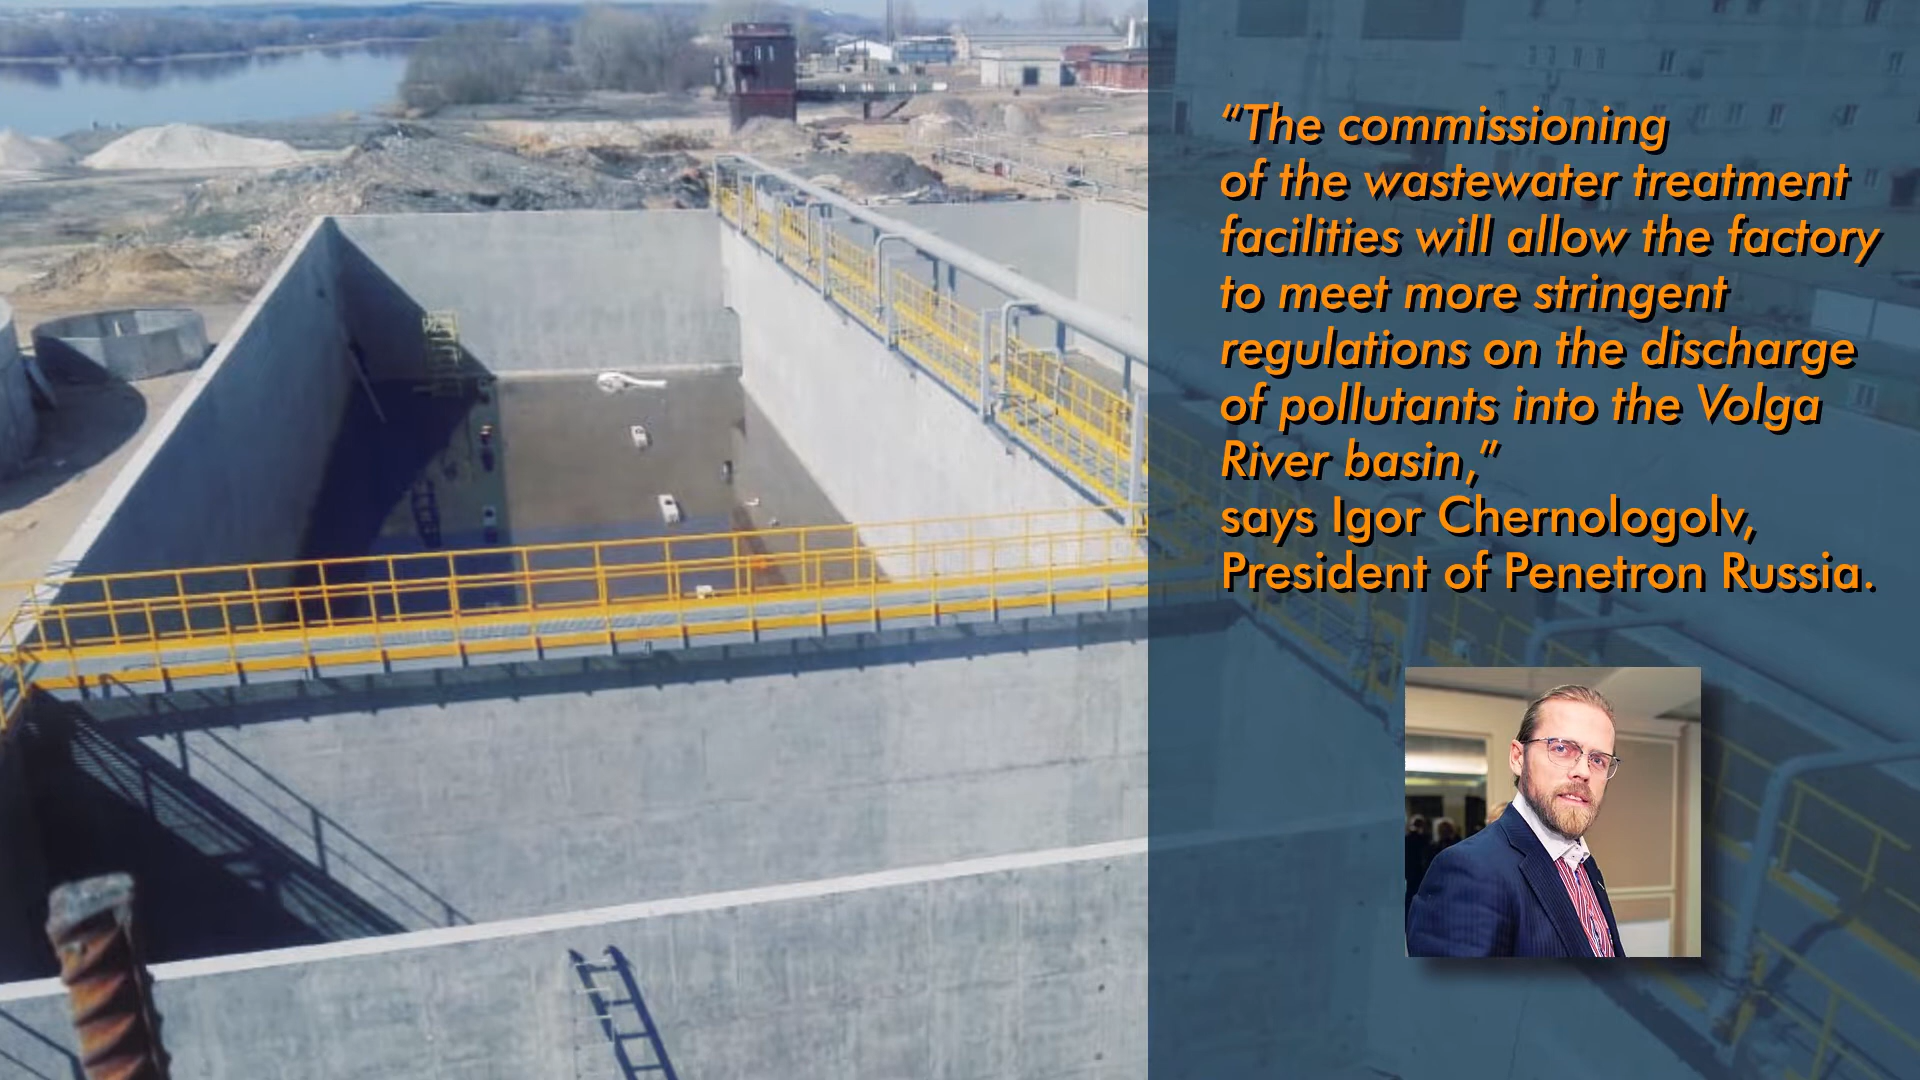 “The commissioning
of the wastewater treatment
facilities will allow the factory
to meet more stringent
regulations on the discharge
of pollutants into the Volga
River basin,”
says Igor Chernologolv,
President of Penetron Russia.